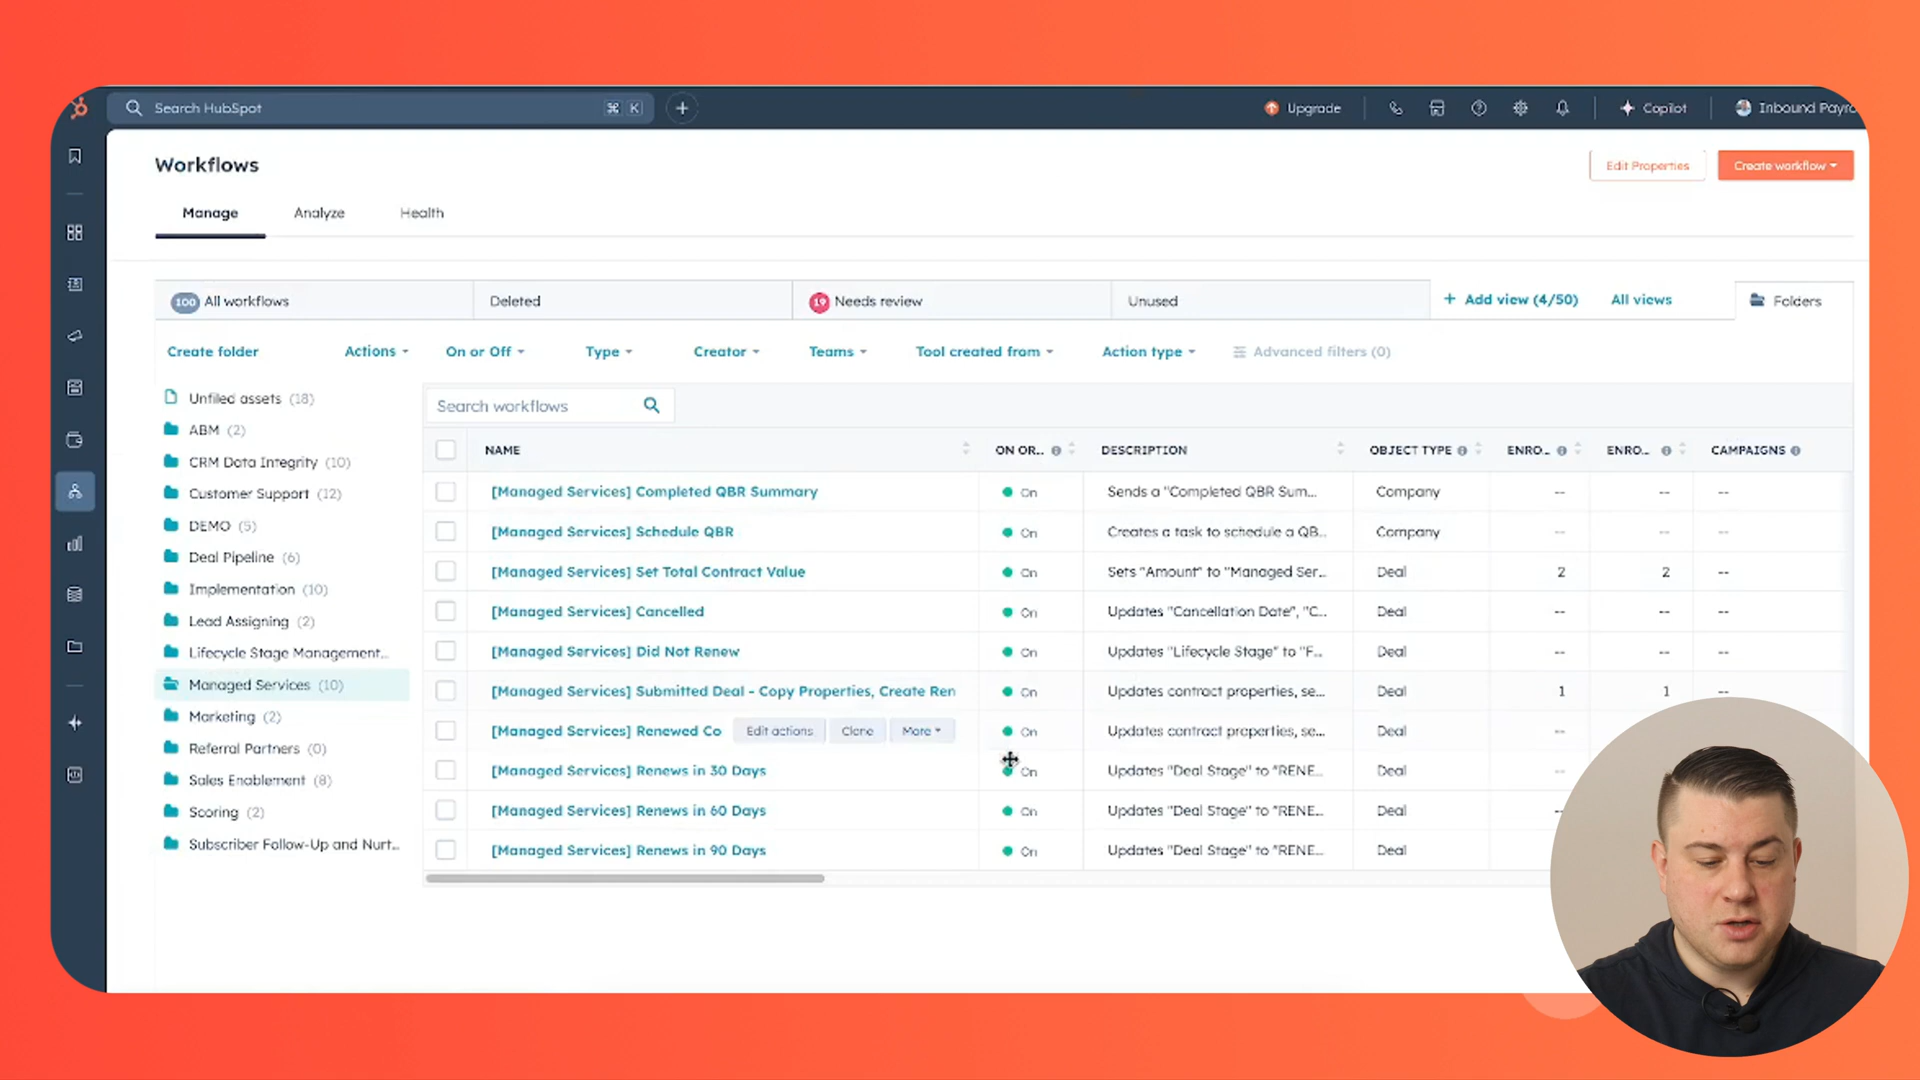 Search HubSpot ⌘ K
Upgrade
Copilot
Inbound Payro
Workflows
Edit Properties
Create workflow
Manage
Analyze
Health
100 All workflows
Deleted
19 Needs review
Unused
+ Add view (4/50)
All views
Folders
Create folder
Actions
On or Off
Type
Creator
Teams
Tool created from
Action type
Advanced filters (0)
Unfiled assets (18)
ABM (2)
CRM Data Integrity (10)
Customer Support (12)
DEMO (5)
Deal Pipeline (6)
Implementation (10)
Lead Assigning (2)
Lifecycle Stage Management...
Managed Services (10)
Marketing (2)
Referral Partners (0)
Sales Enablement (8)
Scoring (2)
Subscriber Follow-Up and Nurt...
Search workflows
NAME ON OR... DESCRIPTION OBJECT TYPE ENRO... ENRO... CAMPAIGNS
[Managed Services] Completed QBR Summary On Sends a "Completed QBR Sum... Company -- -- --
[Managed Services] Schedule QBR On Creates a task to schedule a QB... Company -- -- --
[Managed Services] Set Total Contract Value On Sets "Amount" to "Managed Ser... Deal 2 2 --
[Managed Services] Cancelled On Updates "Cancellation Date", "C... Deal -- -- --
[Managed Services] Did Not Renew On Updates "Lifecycle Stage" to "F... Deal -- -- --
[Managed Services] Submitted Deal - Copy Properties, Create Ren On Updates contract properties, se... Deal 1 1 --
[Managed Services] Renewed Co Edit actions Clone More On Updates contract properties, se... Deal --
[Managed Services] Renews in 30 Days On Updates "Deal Stage" to "RENE... Deal --
[Managed Services] Renews in 60 Days On Updates "Deal Stage" to "RENE... Deal --
[Managed Services] Renews in 90 Days On Updates "Deal Stage" to "RENE... Deal